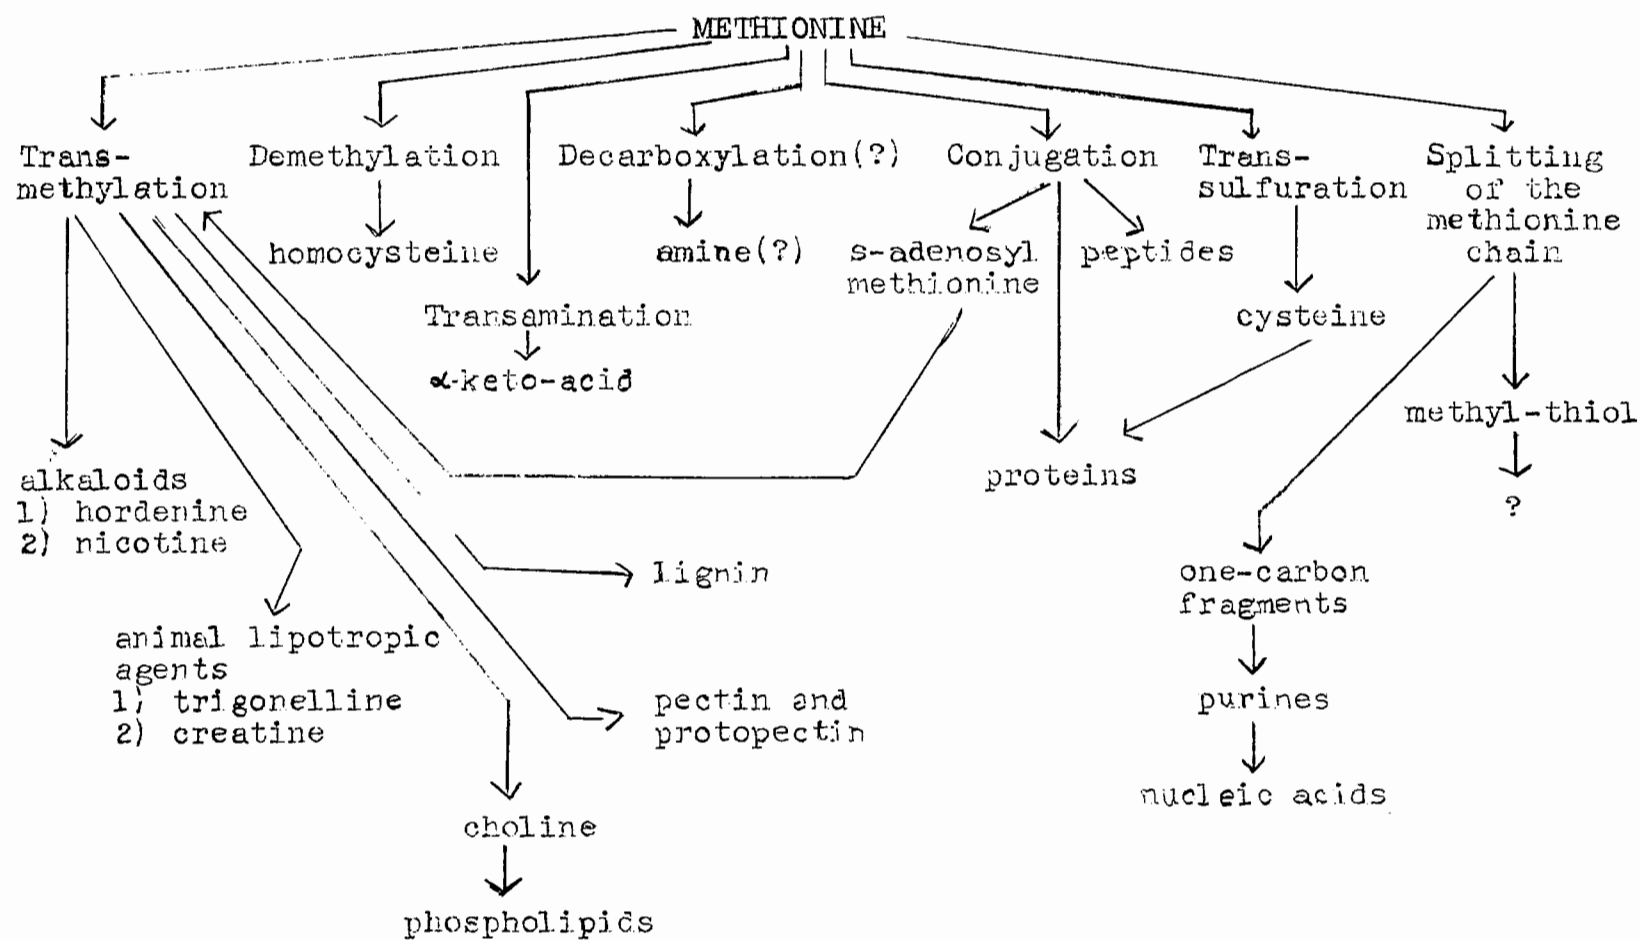 METHIONINE
Trans-
methylation
Demethylation
Decarboxylation(?)
Conjugation
Trans-
sulfuration
Splitting
of the
methionine
chain
homocysteine
amine(?)
s-adenosyl
methionine
peptides
Transamination
cysteine
α-keto-acid
methyl-thiol
alkaloids
1) hordenine
2) nicotine
proteins
?
lignin
one-carbon
fragments
animal lipotropic
agents
1) trigonelline
2) creatine
pectin and
protopectin
purines
nucleic acids
choline
phospholipids